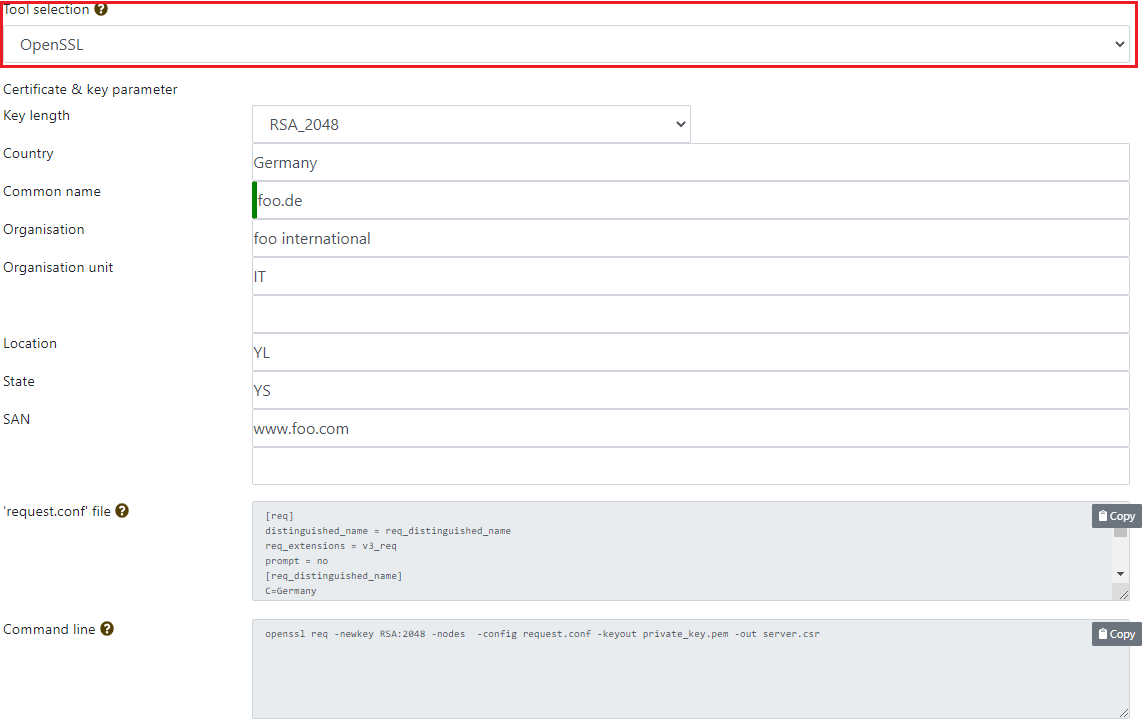 Tool selection ?
OpenSSL
Certificate & key parameter
Key length
RSA_2048
Country
Germany
Common name
foo.de
Organisation
foo international
Organisation unit
IT
Location
YL
State
YS
SAN
www.foo.com
'request.conf' file ?
[req]
Copy
distinguished_name = req_distinguished_name
req_extensions = v3_req
prompt = no
[req_distinguished_name]
C=Germany
Command line ?
openssl req -newkey RSA:2048 -nodes  -config request.conf -keyout private_key.pem -out server.csr
Copy